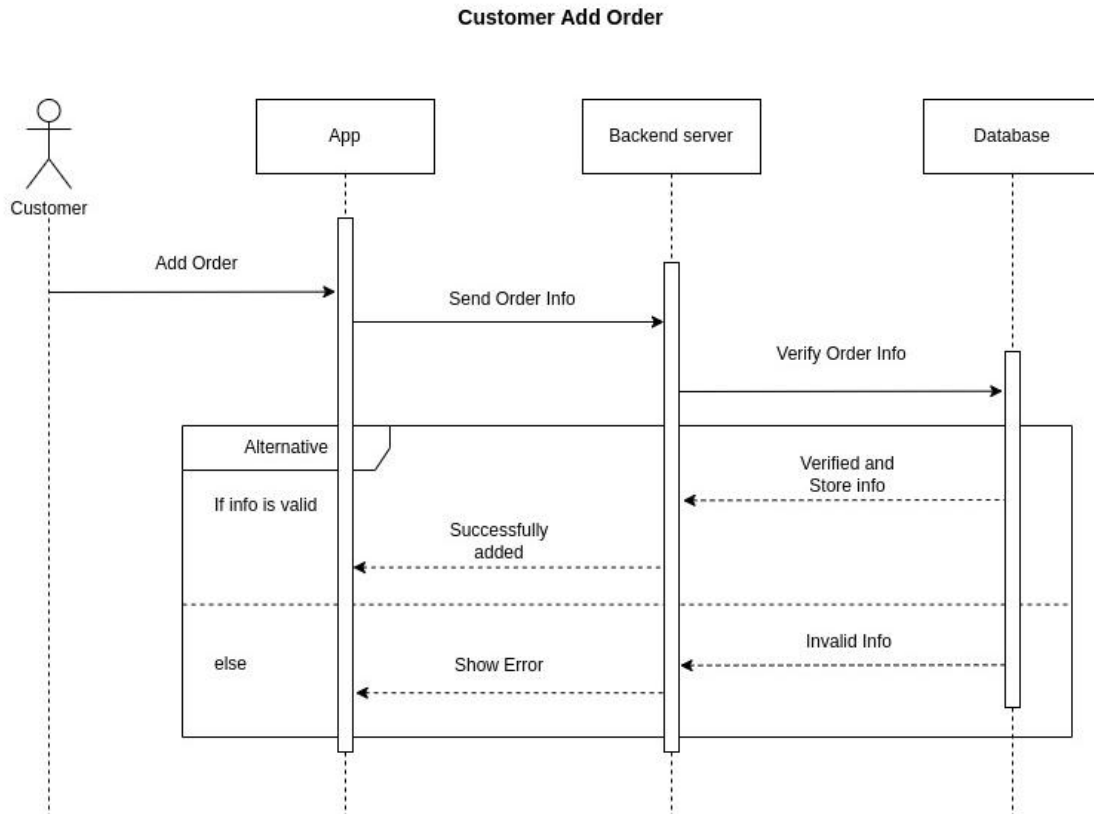 Customer Add Order
App
Backend server
Database
Customer
Add Order
Send Order Info
Verify Order Info
Alternative
Verified and
Store info
If info is valid
Successfully
added
Invalid Info
else
Show Error